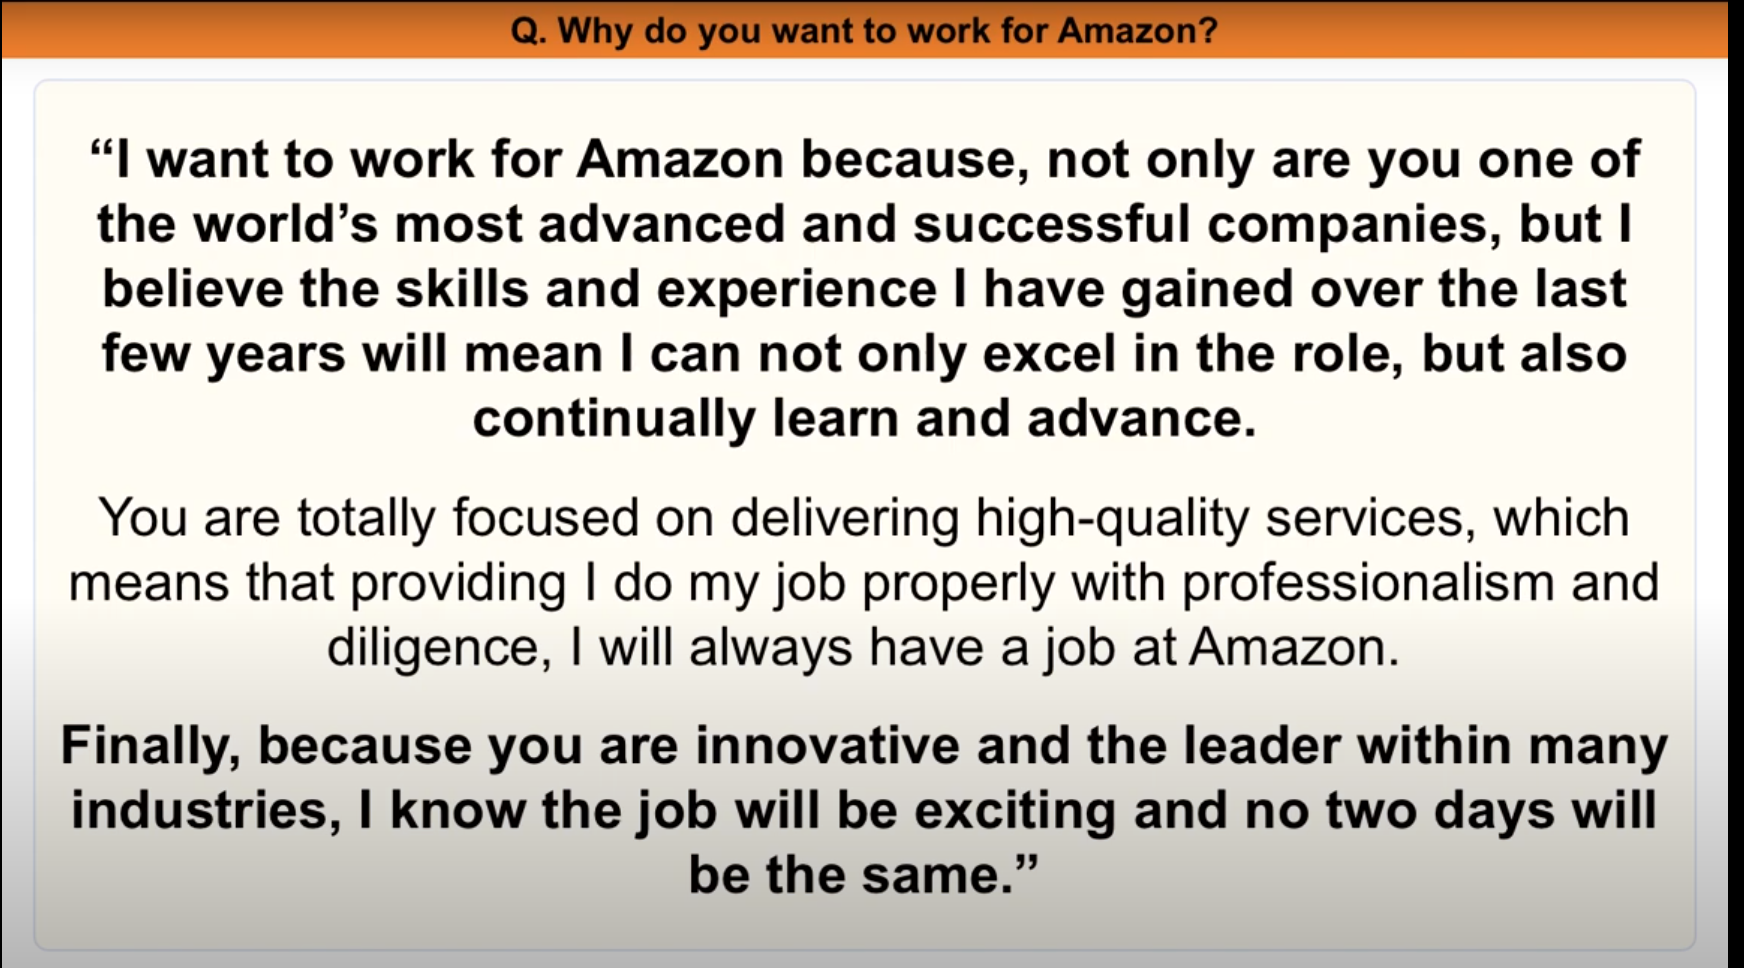 Q. Why do you want to work for Amazon?
“I want to work for Amazon because, not only are you one of
the world’s most advanced and successful companies, but I
believe the skills and experience I have gained over the last
few years will mean I can not only excel in the role, but also
continually learn and advance.
You are totally focused on delivering high-quality services, which
means that providing I do my job properly with professionalism and
diligence, I will always have a job at Amazon.
Finally, because you are innovative and the leader within many
industries, I know the job will be exciting and no two days will
be the same.”